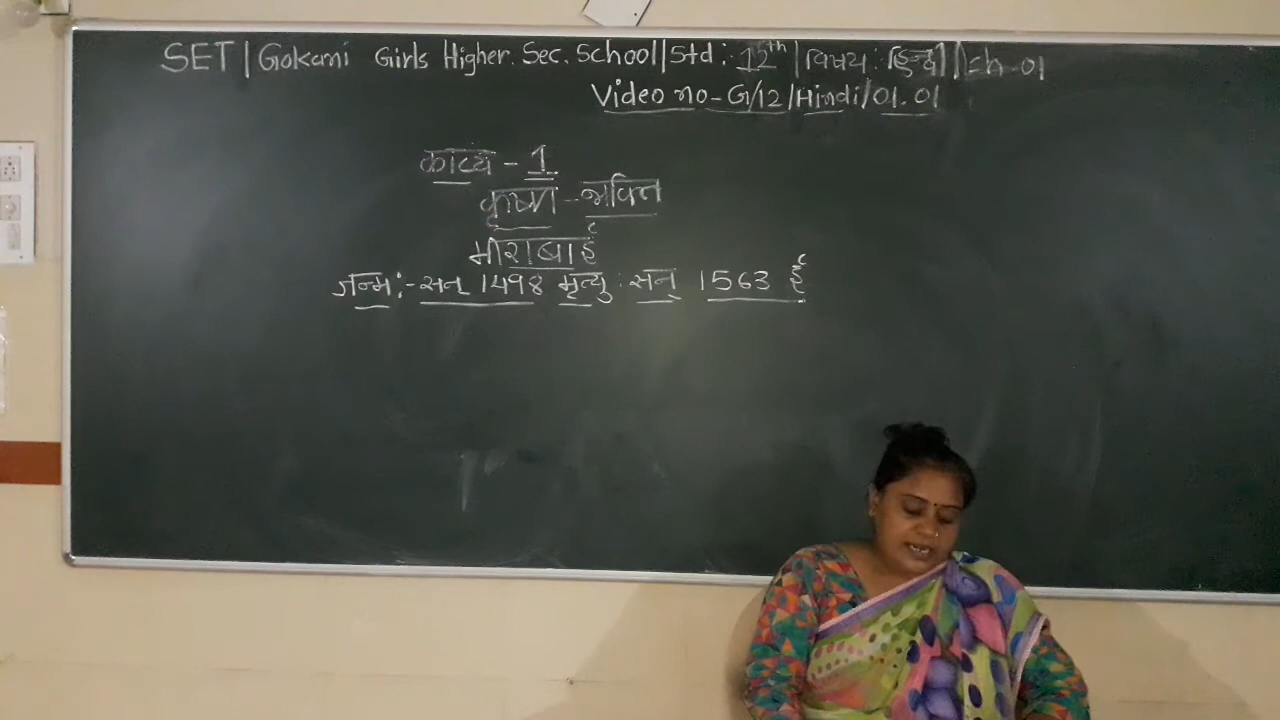 SET | Gokani Girls Higher. Sec. School | Std : 12th | विषय : हिन्दी | Ch-01
Video no - G/12/Hindi/01.01
काव्य - 1
कृष्ण - भक्ति
मीराबाई
जन्म :- सन् 1498 मृत्यु : सन् 1563 ई